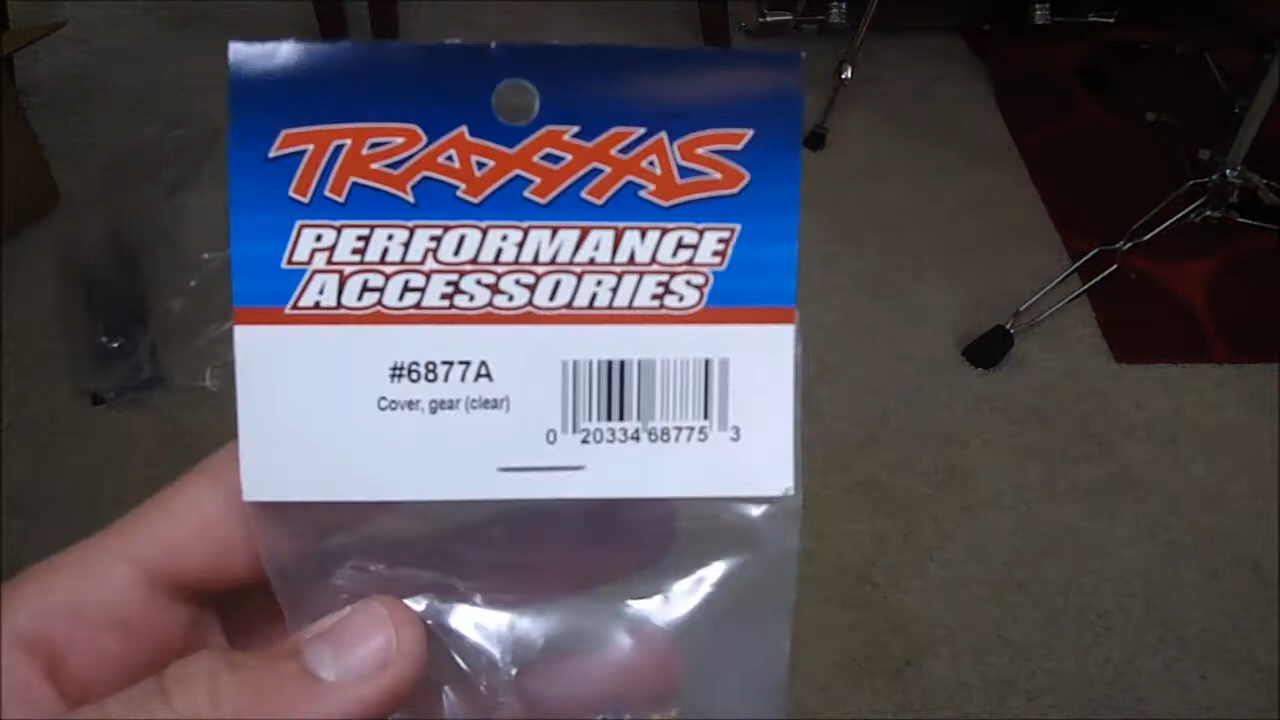 TRAXXAS
PERFORMANCE
ACCESSORIES
#6877A
Cover, gear (clear)
0 20334 68775 3